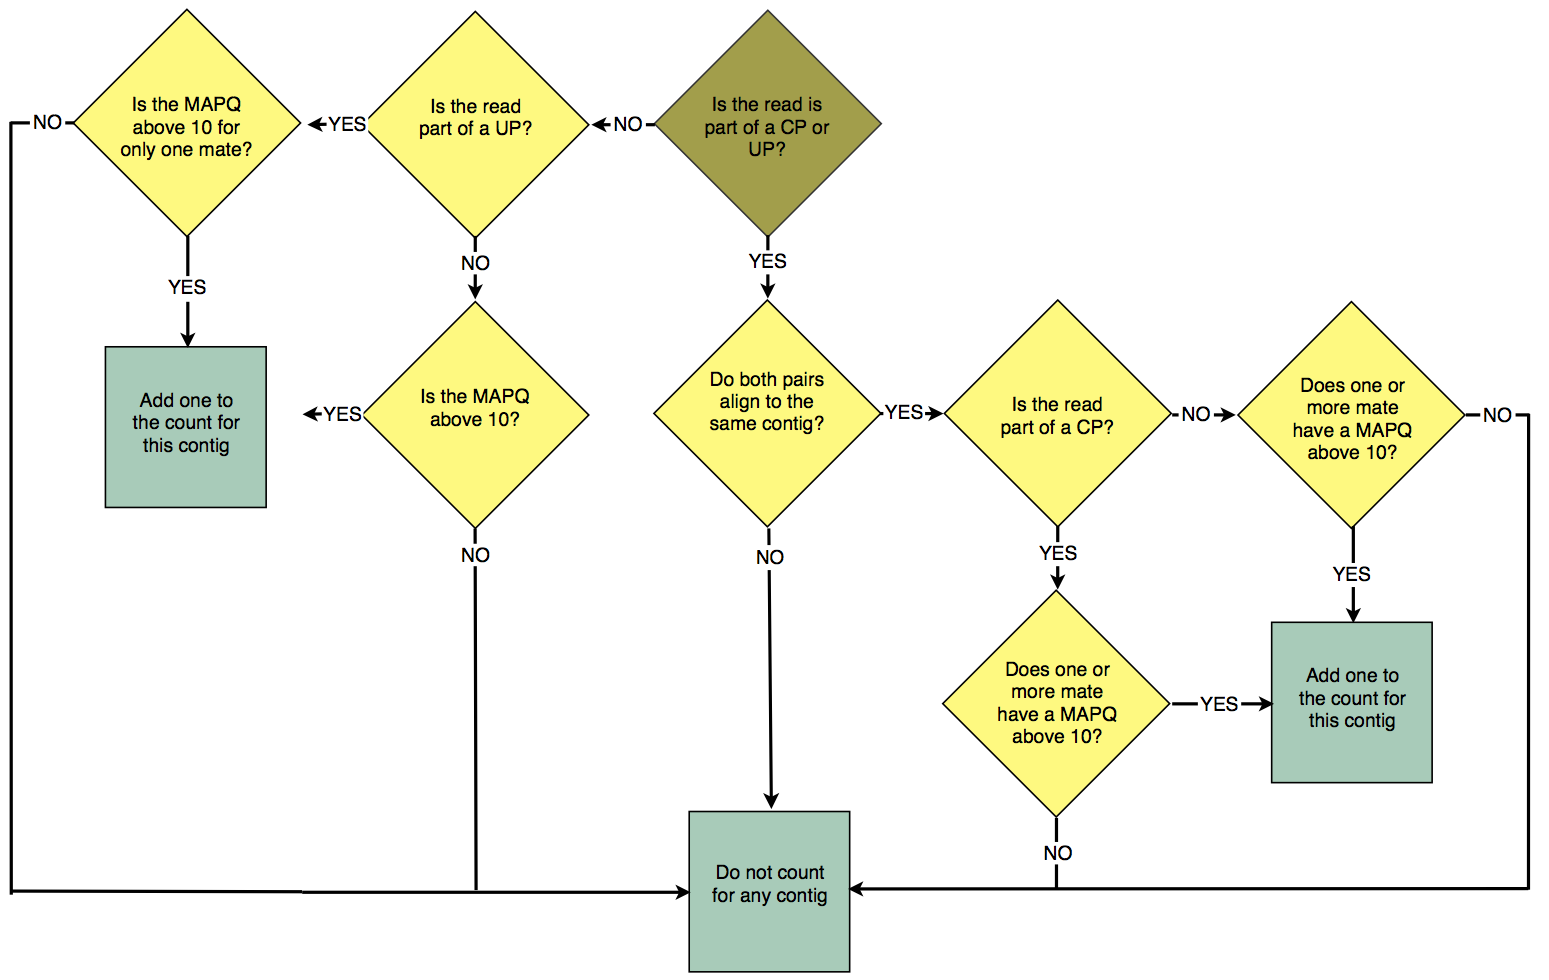 Is the MAPQ
above 10 for
only one mate?
Is the read
part of a UP?
Is the read is
part of a CP or
UP?
NO
YES
NO
YES
NO
YES
Add one to
the count for
this contig
Is the MAPQ
above 10?
Do both pairs
align to the
same contig?
Is the read
part of a CP?
Does one or
more mate
have a MAPQ
above 10?
YES
YES
NO
NO
NO
NO
YES
YES
Does one or
more mate
have a MAPQ
above 10?
YES
Add one to
the count for
this contig
NO
Do not count
for any contig